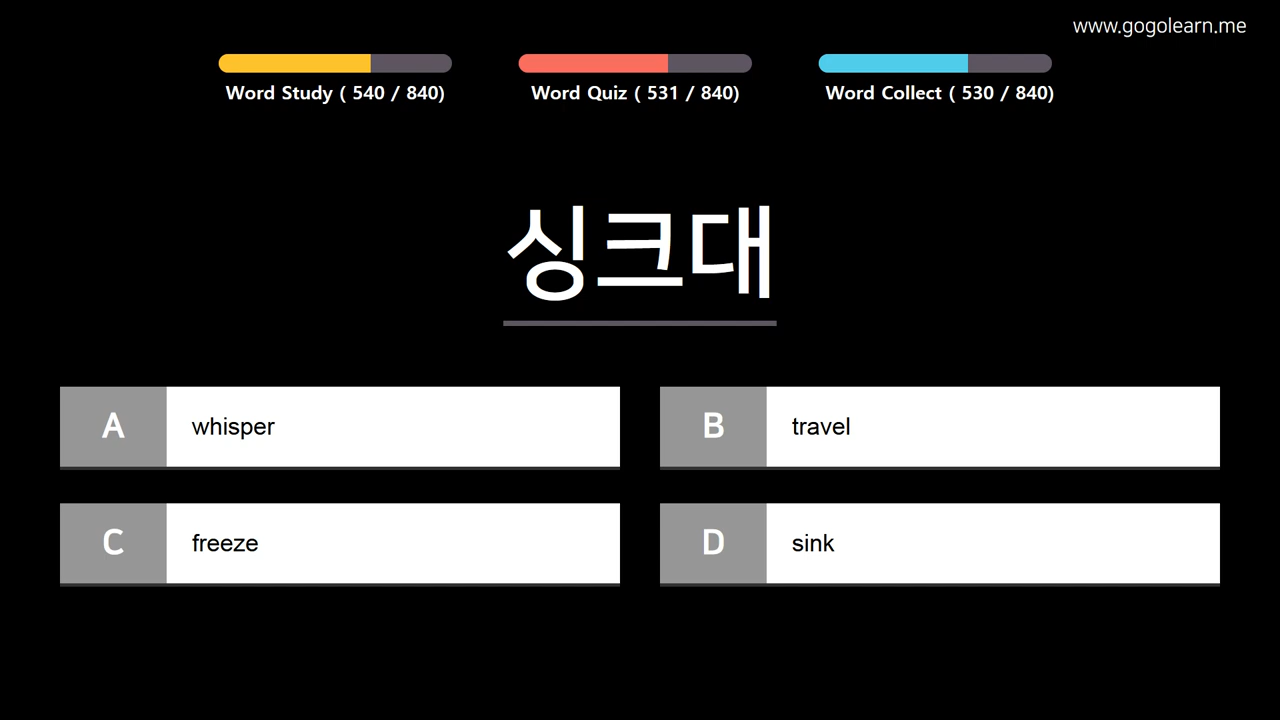 www.gogolearn.me
Word Study ( 540 / 840)
Word Quiz ( 531 / 840)
Word Collect ( 530 / 840)
싱크대
A whisper
B travel
C freeze
D sink